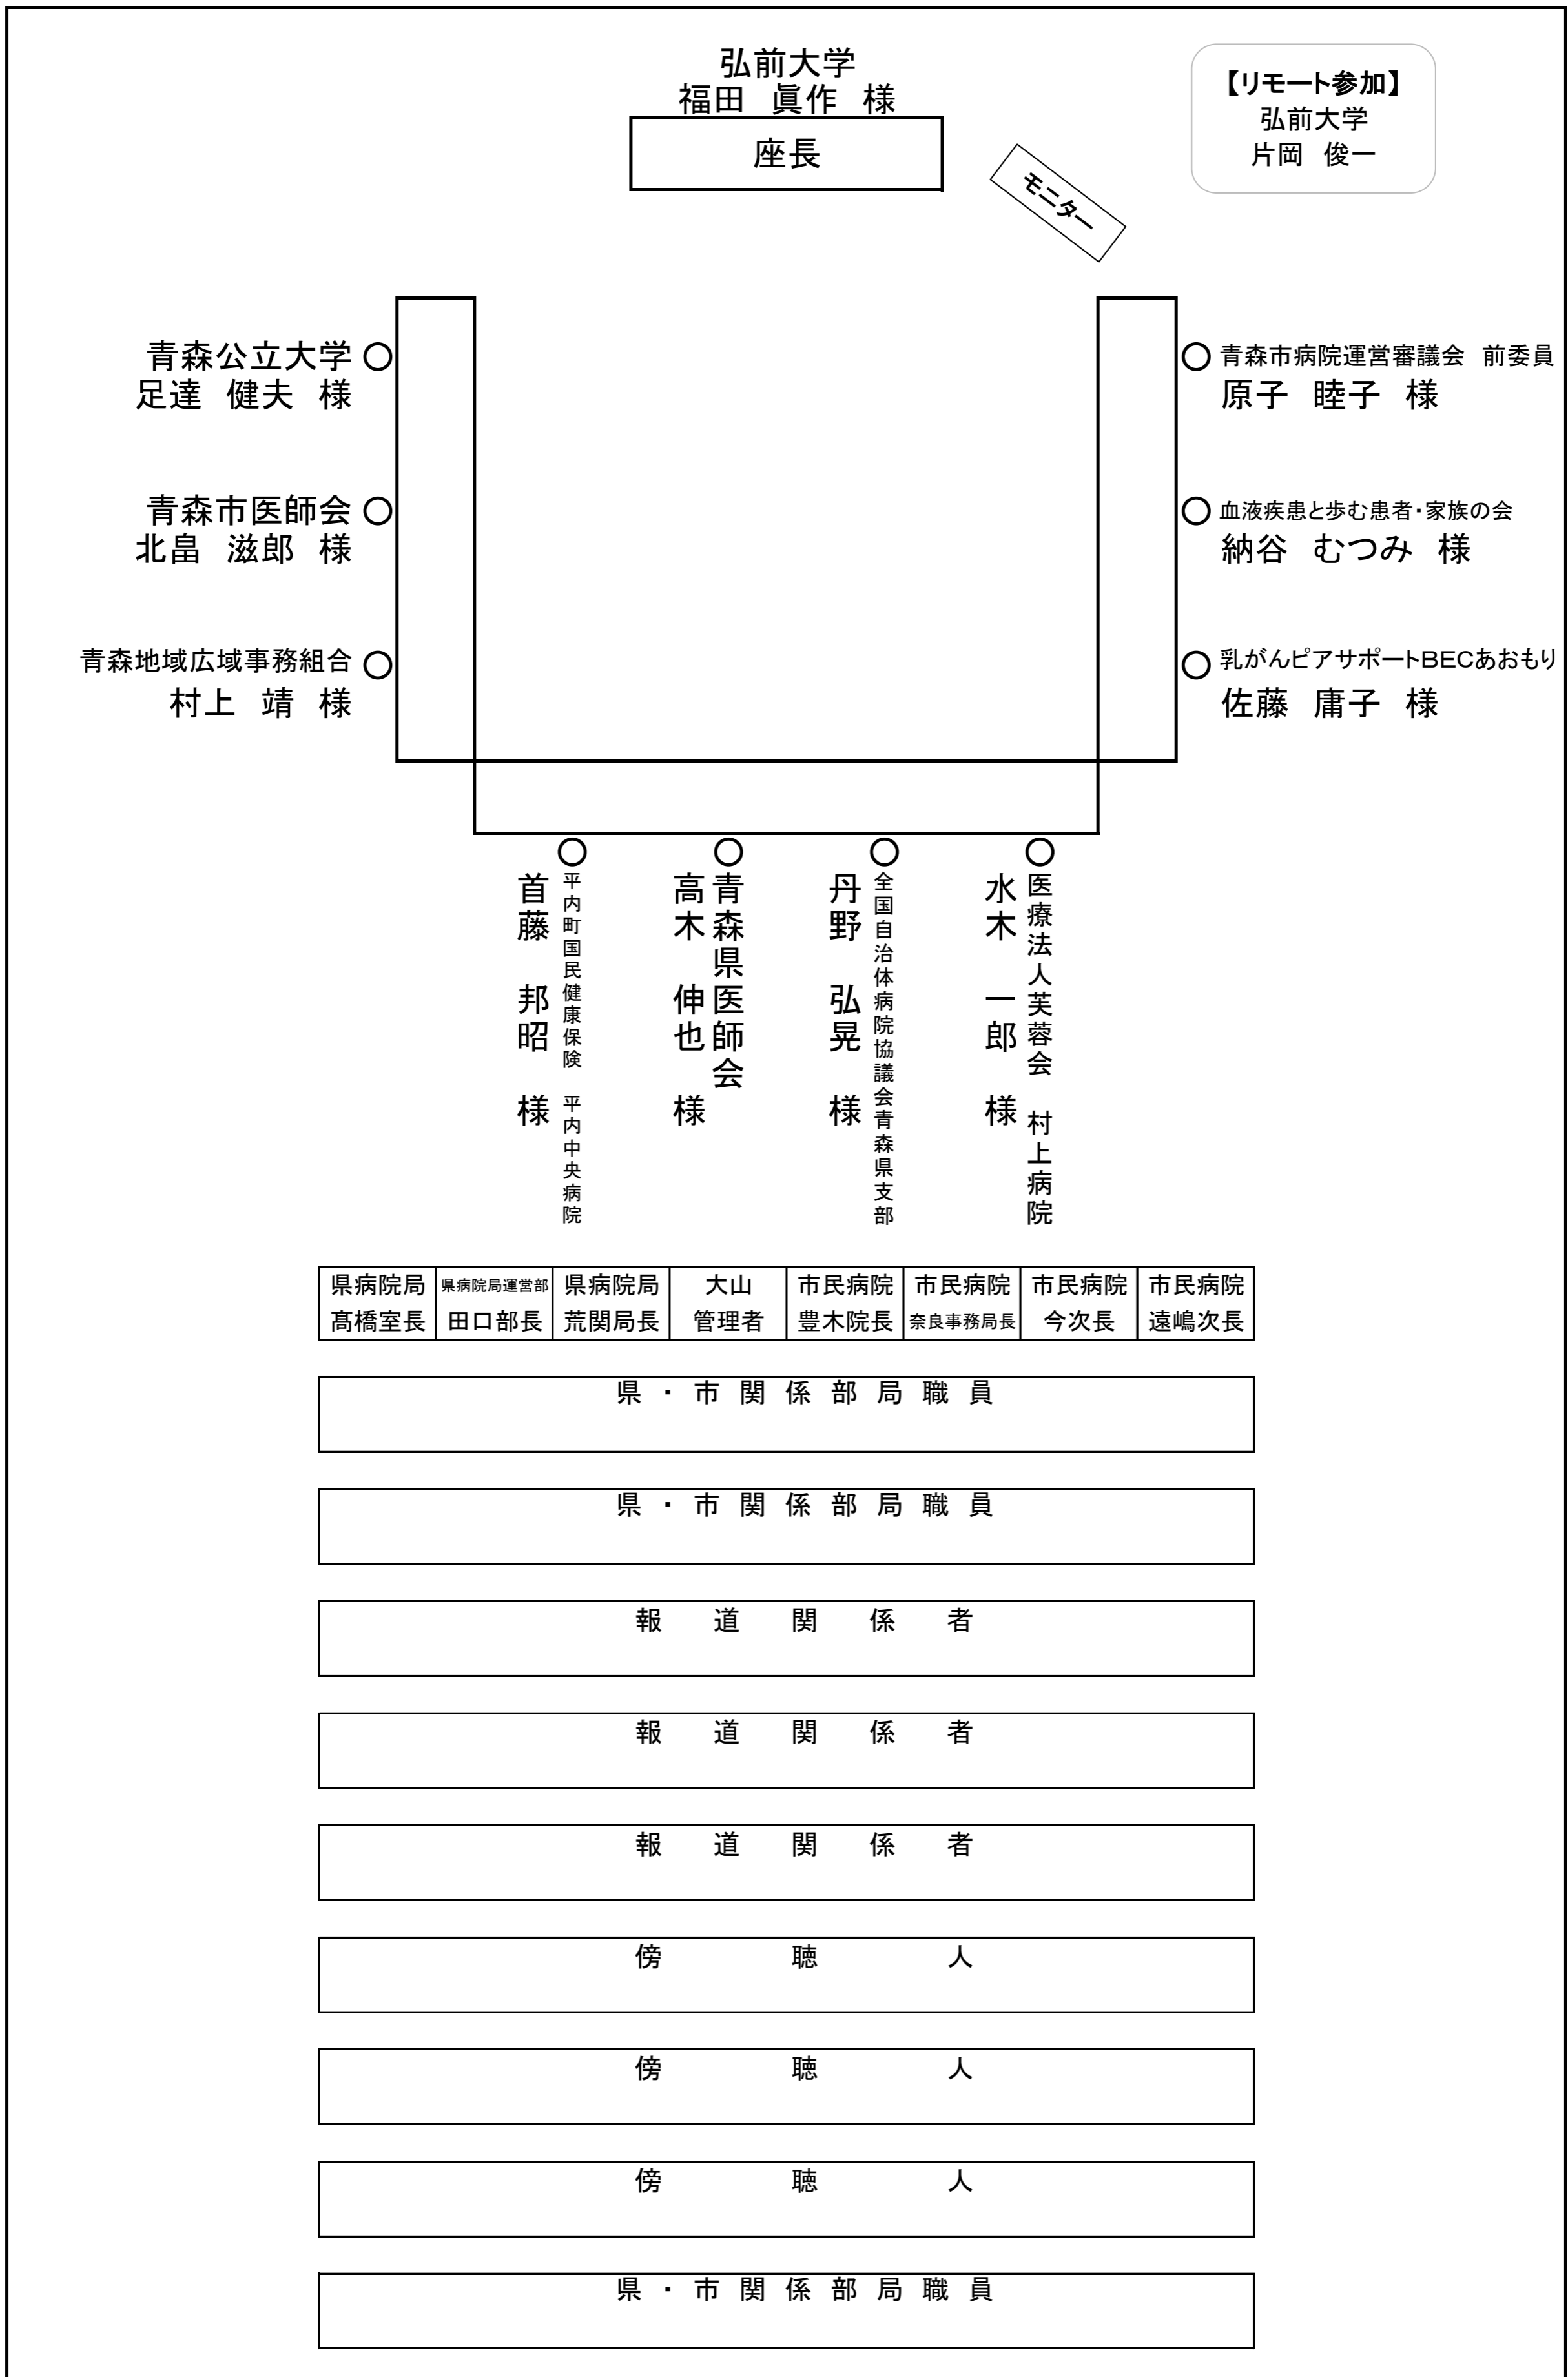 弘前大学
福田　眞作　様
座長
【リモート参加】
弘前大学
片岡　俊一
モニター
青森公立大学
足達　健夫　様
青森市医師会
北畠　滋郎　様
青森地域広域事務組合
村上　靖　様
青森市病院運営審議会　前委員
原子　睦子　様
血液疾患と歩む患者・家族の会
納谷　むつみ　様
乳がんピアサポートBECあおもり
佐藤　庸子　様
平内町国民健康保険　平内中央病院
首藤　邦昭　様
青森県医師会
高木　伸也　様
全国自治体病院協議会青森県支部
丹野　弘晃　様
医療法人芙蓉会　村上病院
水木　一郎　様
県病院局
髙橋室長
県病院局運営部
田口部長
県病院局
荒関局長
大山
管理者
市民病院
豊木院長
市民病院
奈良事務局長
市民病院
今次長
市民病院
遠嶋次長
県・市関係部局職員
県・市関係部局職員
報道関係者
報道関係者
報道関係者
傍聴人
傍聴人
傍聴人
県・市関係部局職員